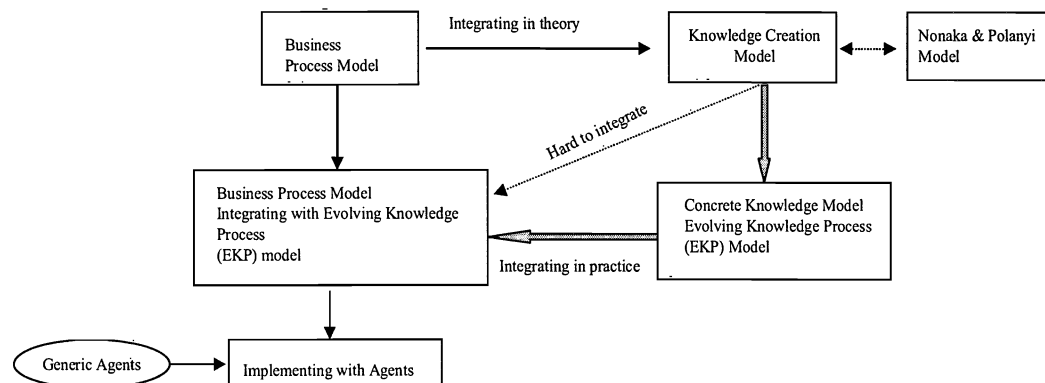 Integrating in theory
Business
Process Model
Knowledge Creation
Model
Nonaka & Polanyi
Model
Hard to integrate
Business Process Model
Integrating with Evolving Knowledge
Process
(EKP) model
Concrete Knowledge Model
Evolving Knowledge Process
(EKP) Model
Integrating in practice
Generic Agents
Implementing with Agents